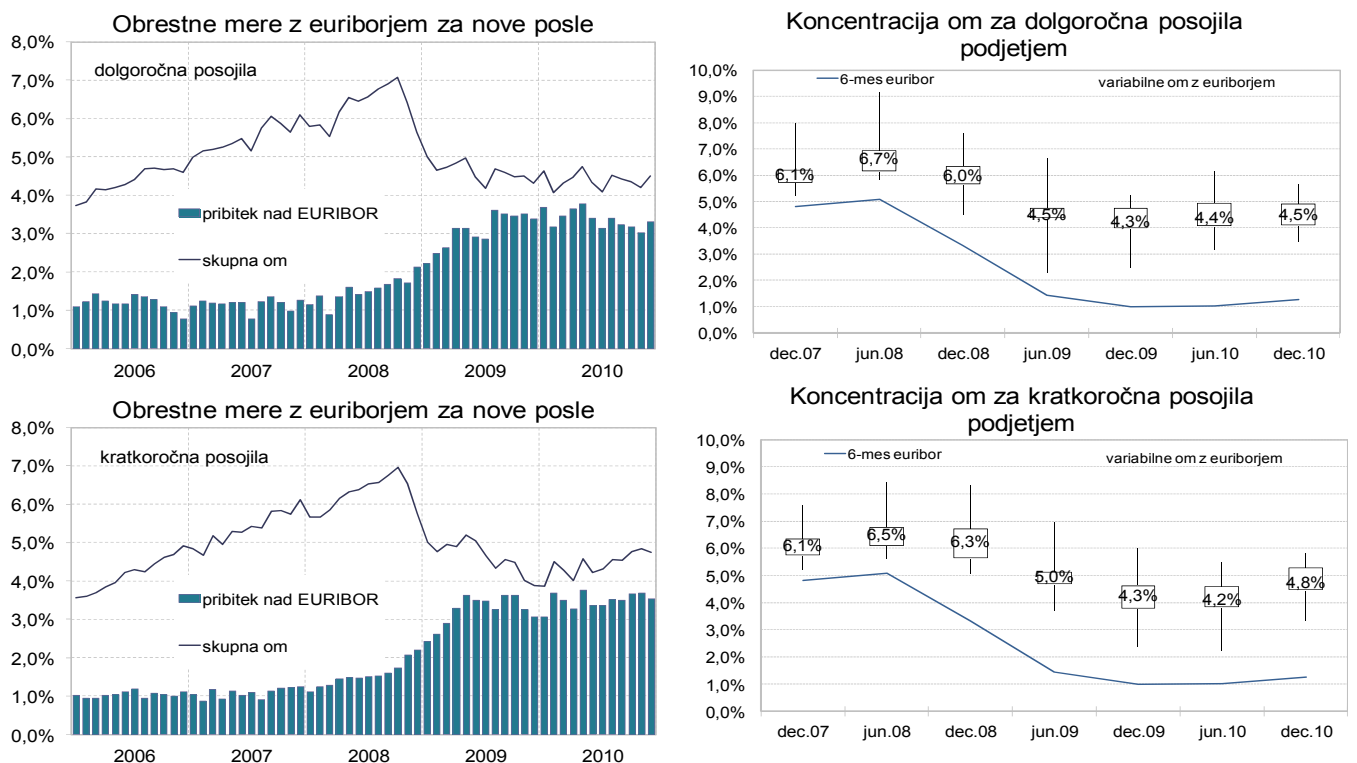 Obrestne mere z euriborjem za nove posle
8,0%
7,0%
6,0%
5,0%
4,0%
3,0%
2,0%
1,0%
0,0%
dolgoročna posojila
pribitek nad EURIBOR
skupna om
2006 2007 2008 2009 2010
Koncentracija om za dolgoročna posojila
podjetjem
10,0%
9,0%
8,0%
7,0%
6,0%
5,0%
4,0%
3,0%
2,0%
1,0%
0,0%
6-mes euribor
variabilne om z euriborjem
6,1% 6,7% 6,0% 4,5% 4,3% 4,4% 4,5%
dec.07 jun.08 dec.08 jun.09 dec.09 jun.10 dec.10
Obrestne mere z euriborjem za nove posle
8,0%
7,0%
6,0%
5,0%
4,0%
3,0%
2,0%
1,0%
0,0%
kratkoročna posojila
pribitek nad EURIBOR
skupna om
2006 2007 2008 2009 2010
Koncentracija om za kratkoročna posojila
podjetjem
10,0%
9,0%
8,0%
7,0%
6,0%
5,0%
4,0%
3,0%
2,0%
1,0%
0,0%
6-mes euribor
variabilne om z euriborjem
6,1% 6,5% 6,3% 5,0% 4,3% 4,2% 4,8%
dec.07 jun.08 dec.08 jun.09 dec.09 jun.10 dec.10